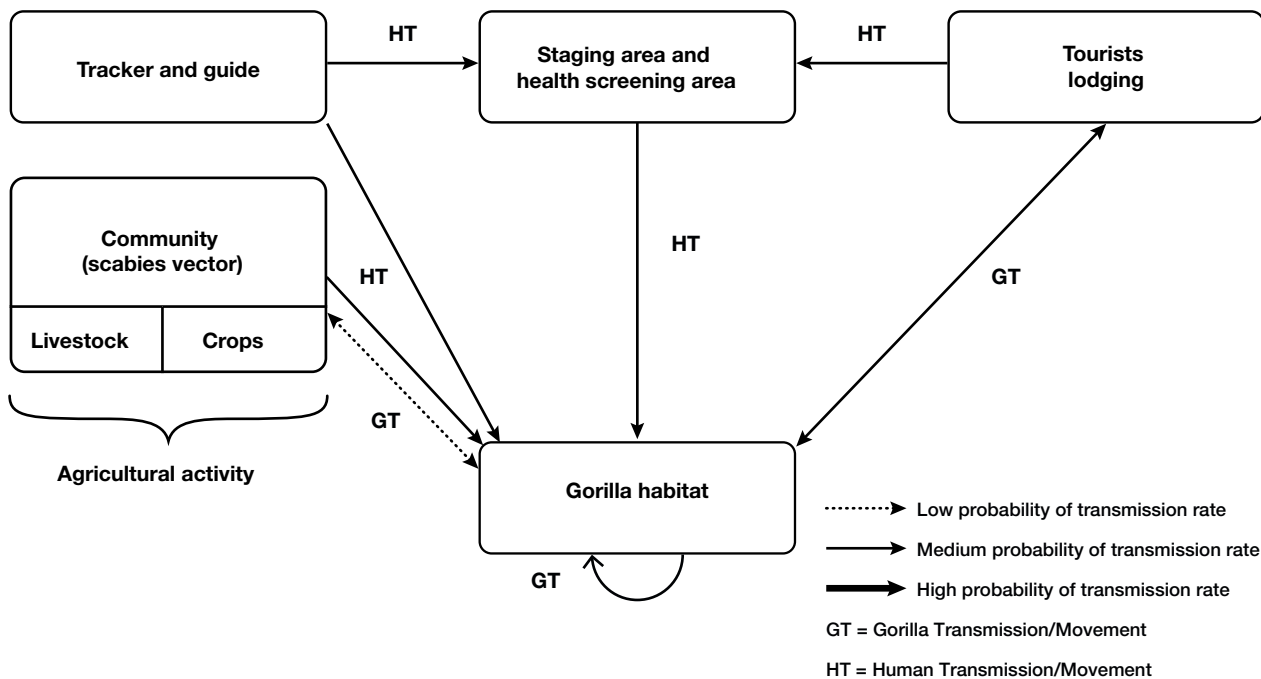 HT
HT
Tracker and guide
Staging area and
health screening area
Tourists
lodging
Community
(scabies vector)
HT
HT
GT
Livestock
Crops
GT
Agricultural activity
Gorilla habitat
GT
Low probability of transmission rate
Medium probability of transmission rate
High probability of transmission rate
GT = Gorilla Transmission/Movement
HT = Human Transmission/Movement